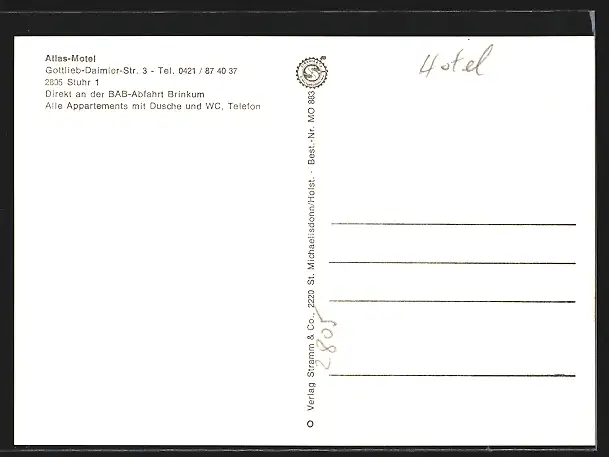 Atlas-Motel
Gottlieb-Daimler-Str. 3 - Tel. 0421 / 87 40 37
2805 Stuhr 1
Direkt an der BAB-Abfahrt Brinkum
Alle Appartements mit Dusche und WC, Telefon
Verlag Stramm & Co., 2220 St. Michaelisdonn/Holst. - Best.-Nr. MO 863
Hotel
2805